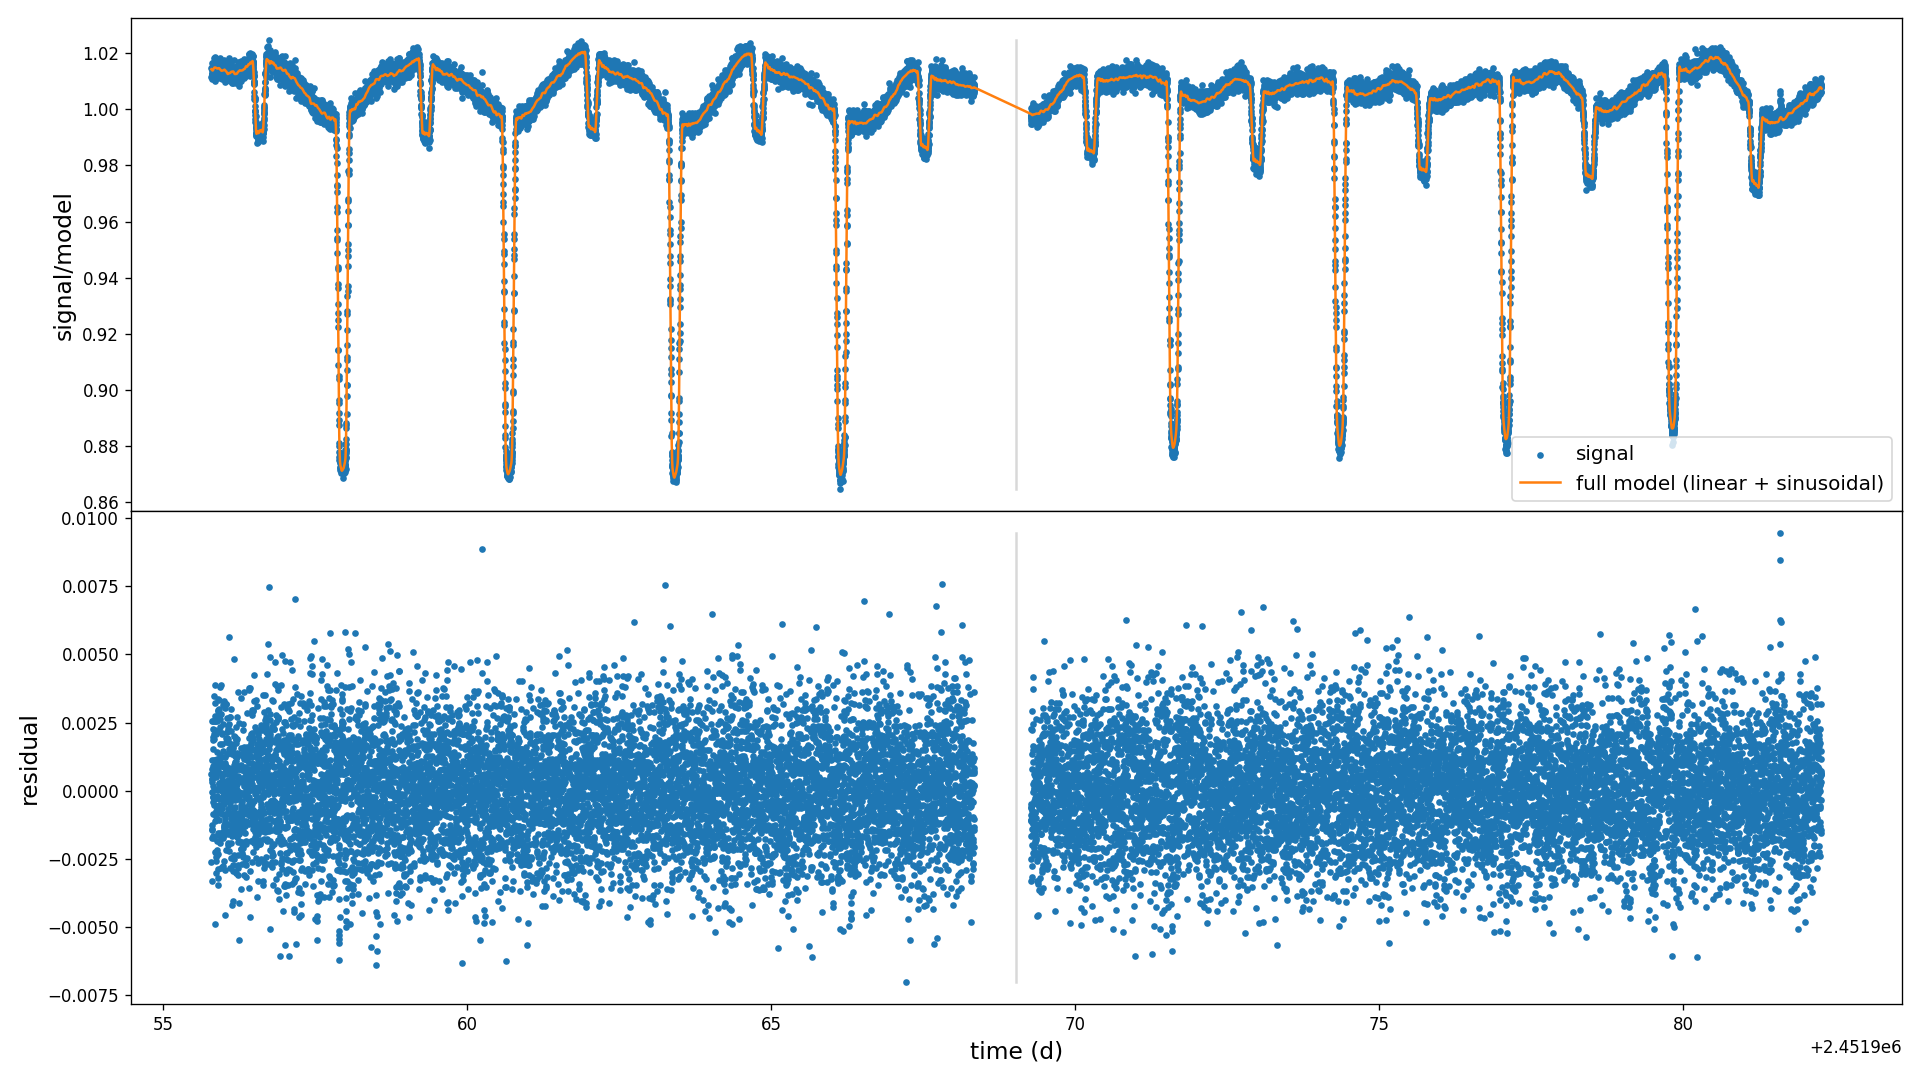 signal/model
1.02
1.00
0.98
0.96
0.94
0.92
0.90
0.88
0.86
signal
full model (linear + sinusoidal)
residual
0.0100
0.0075
0.0050
0.0025
0.0000
−0.0025
−0.0050
−0.0075
55 60 65 70 75 80
time (d)
+2.4519e6